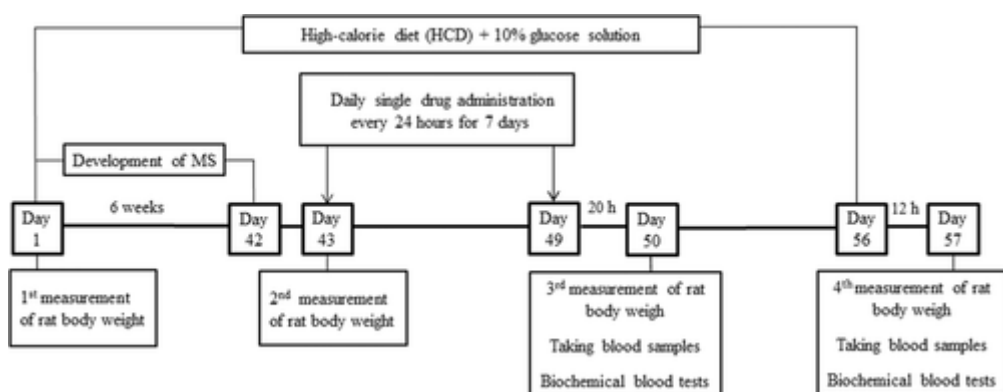 High-calorie diet (HCD) + 10% glucose solution
Daily single drug administration
every 24 hours for 7 days
Development of MS
Day
1
6 weeks
Day
42
Day
43
Day
49
20 h
Day
50
Day
56
12 h
Day
57
1st measurement
of rat body weight
2nd measurement
of rat body weight
3rd measurement of rat
body weigh
Taking blood samples
Biochemical blood tests
4th measurement of rat
body weigh
Taking blood samples
Biochemical blood tests